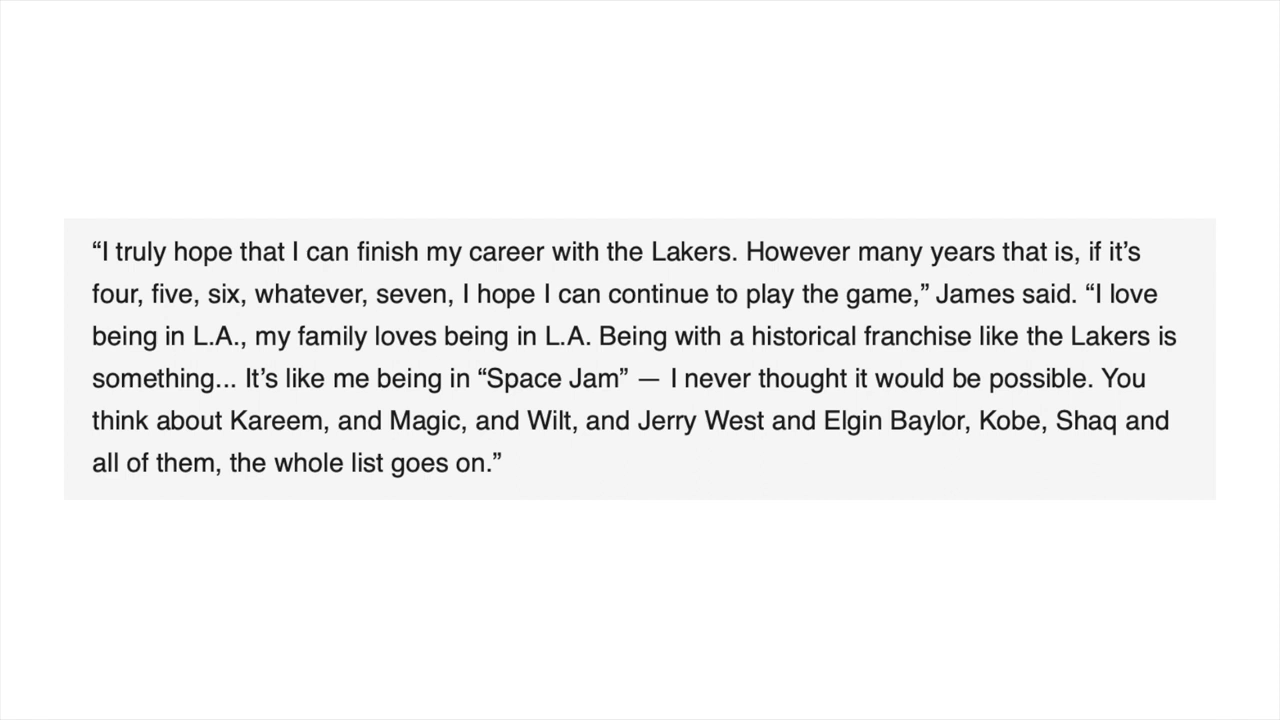 “I truly hope that I can finish my career with the Lakers. However many years that is, if it’s
four, five, six, whatever, seven, I hope I can continue to play the game,” James said. “I love
being in L.A., my family loves being in L.A. Being with a historical franchise like the Lakers is
something... It’s like me being in “Space Jam” — I never thought it would be possible. You
think about Kareem, and Magic, and Wilt, and Jerry West and Elgin Baylor, Kobe, Shaq and
all of them, the whole list goes on.”